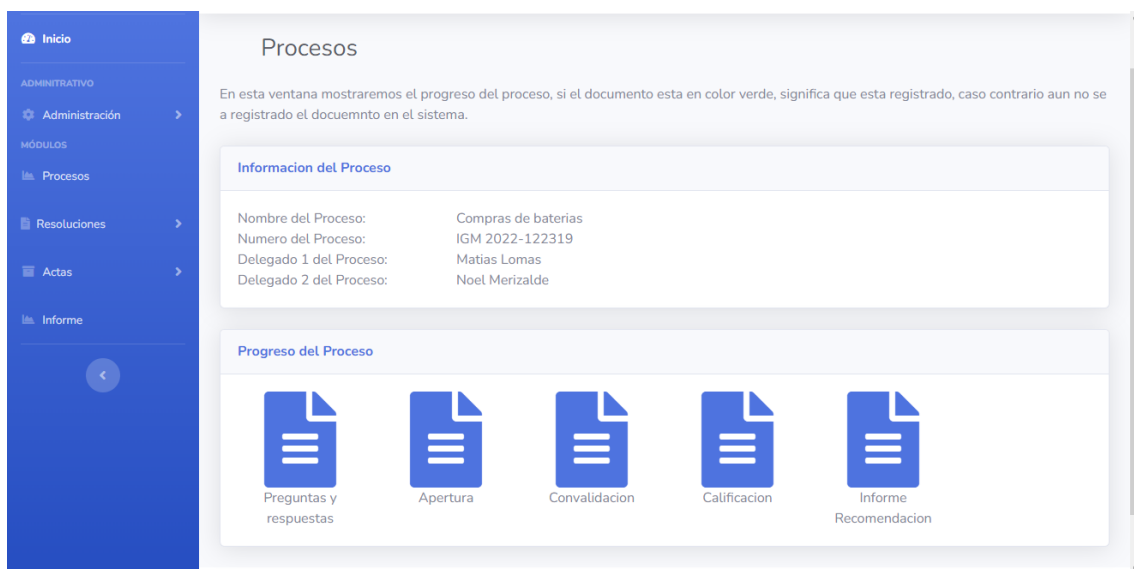 Inicio
ADMINITRATIVO
Administración
MÓDULOS
Procesos
Resoluciones
Actas
Informe
Procesos
En esta ventana mostraremos el progreso del proceso, si el documento esta en color verde, significa que esta registrado, caso contrario aun no se
a registrado el docuemnto en el sistema.
Informacion del Proceso
Nombre del Proceso: Compras de baterias
Numero del Proceso: IGM 2022-122319
Delegado 1 del Proceso: Matias Lomas
Delegado 2 del Proceso: Noel Merizalde
Progreso del Proceso
Preguntas y
respuestas
Apertura
Convalidacion
Calificacion
Informe
Recomendacion